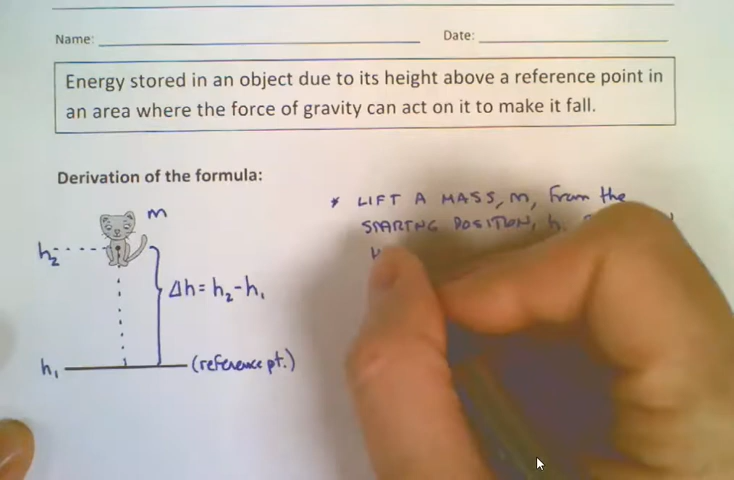 Name: Date:
Energy stored in an object due to its height above a reference point in
an area where the force of gravity can act on it to make it fall.
Derivation of the formula:
m
h₂
Δh = h₂-h₁
h₁ (reference pt.)
* LIFT A MASS, m, From the
STARTNG POSITION, h